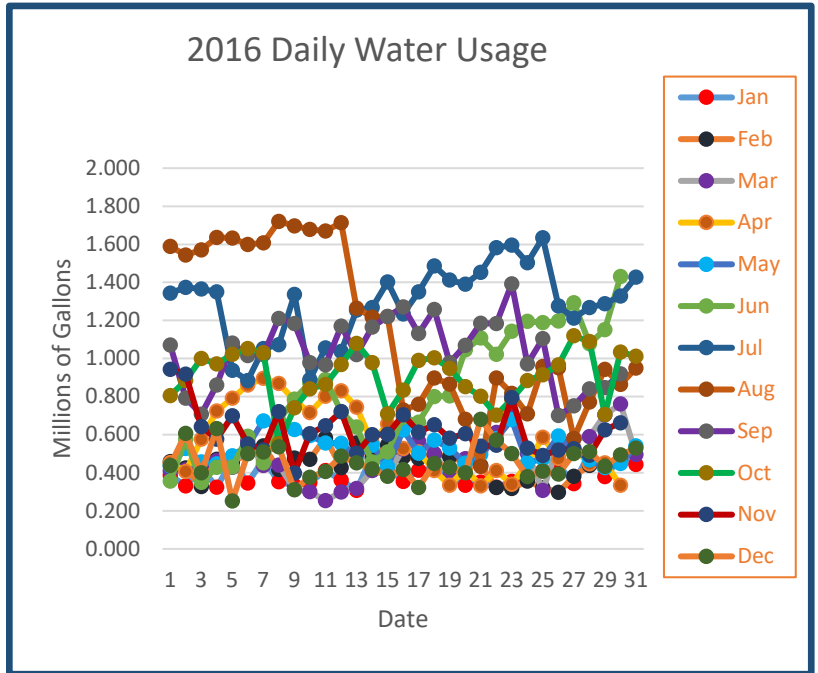 2016 Daily Water Usage
Millions of Gallons
2.000
1.800
1.600
1.400
1.200
1.000
0.800
0.600
0.400
0.200
0.000
1 3 5 7 9 11 13 15 17 19 21 23 25 27 29 31
Date
Jan
Feb
Mar
Apr
May
Jun
Jul
Aug
Sep
Oct
Nov
Dec